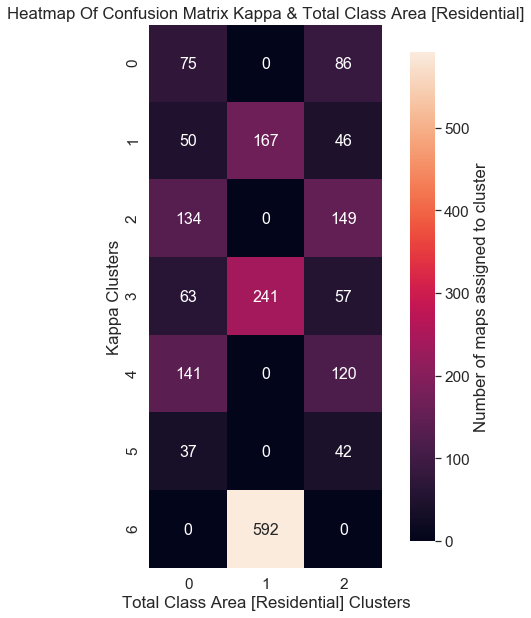 Heatmap Of Confusion Matrix Kappa & Total Class Area [Residential]
0 75 0 86
1 50 167 46
2 134 0 149
3 63 241 57
4 141 0 120
5 37 0 42
6 0 592 0
0 1 2
Kappa Clusters
Total Class Area [Residential] Clusters
500
400
300
200
100
0
Number of maps assigned to cluster